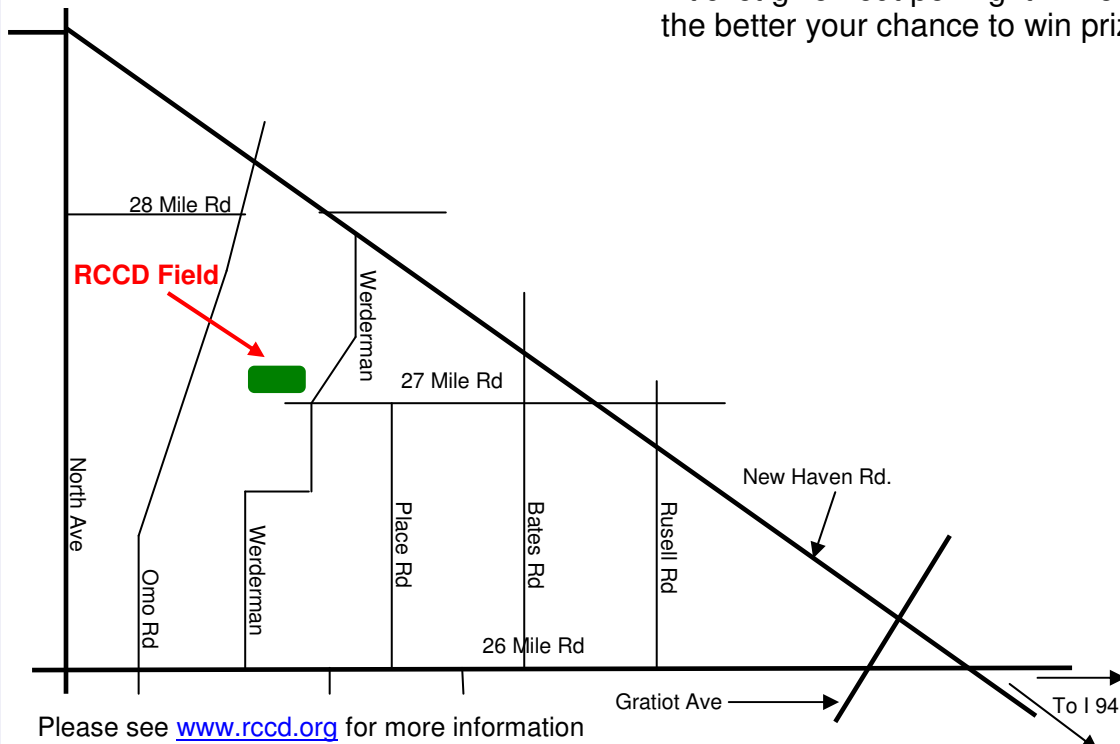 the better your chance to win
28 Mile Rd
RCCD Field
Werderman
27 Mile Rd
North Ave
New Haven Rd.
Omo Rd
Werderman
Place Rd
Bates Rd
Rusell Rd
26 Mile Rd
Gratiot Ave
To I 94
Please see www.rccd.org for more information